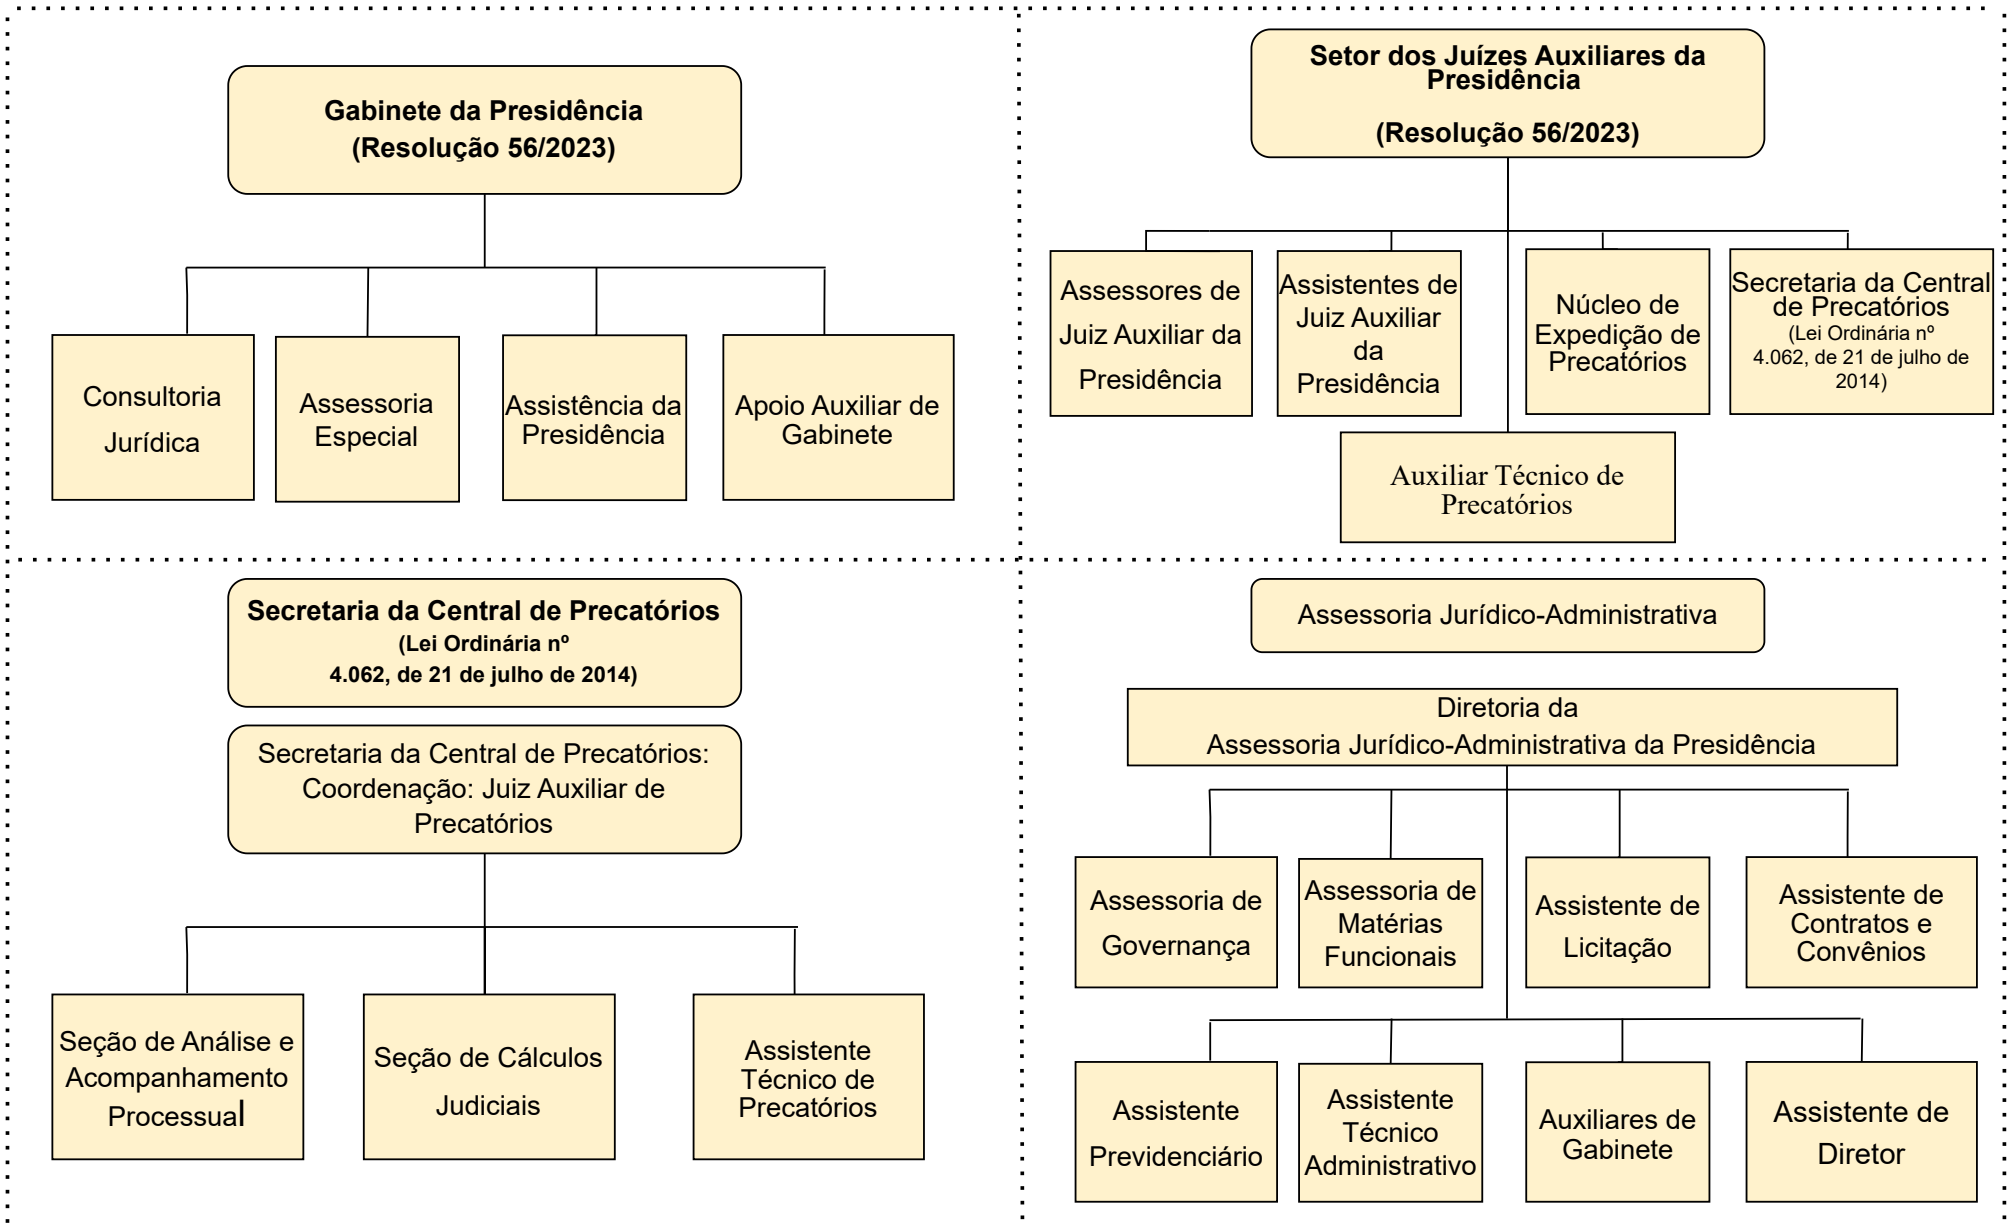 Gabinete da Presidência
(Resolução 56/2023)
Consultoria
Jurídica
Assessoria
Especial
Assistência da
Presidência
Apoio Auxiliar de
Gabinete
Setor dos Juízes Auxiliares da
Presidência
(Resolução 56/2023)
Assessores de
Juiz Auxiliar da
Presidência
Assistentes de
Juiz Auxiliar
da
Presidência
Núcleo de
Expedição de
Precatórios
Secretaria da Central
de Precatórios
(Lei Ordinária nº
4.062, de 21 de julho de
2014)
Auxiliar Técnico de
Precatórios
Secretaria da Central de Precatórios
(Lei Ordinária nº
4.062, de 21 de julho de 2014)
Secretaria da Central de Precatórios:
Coordenação: Juiz Auxiliar de
Precatórios
Seção de Análise e
Acompanhamento
Processual
Seção de Cálculos
Judiciais
Assistente
Técnico de
Precatórios
Assessoria Jurídico-Administrativa
Diretoria da
Assessoria Jurídico-Administrativa da Presidência
Assessoria de
Governança
Assessoria de
Matérias
Funcionais
Assistente de
Licitação
Assistente de
Contratos e
Convênios
Assistente
Previdenciário
Assistente
Técnico
Administrativo
Auxiliares de
Gabinete
Assistente de
Diretor